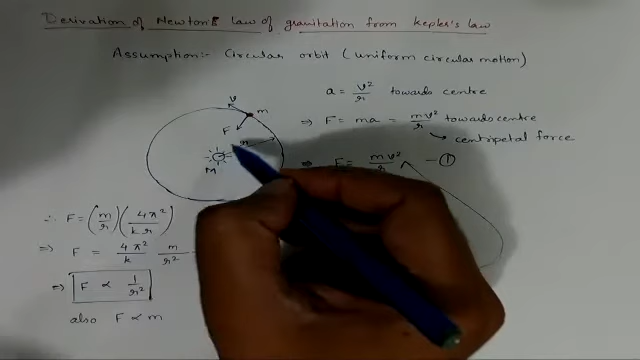 Derivation of Newton's law of gravitation from kepler's law
Assumption:- Circular orbit (uniform circular motion)
v
m
F
r
M
a = v²/r towards centre
⇒ F = ma = mv²/r towards centre
→ centripetal force
⇒ F = mv²/r - ①
∴ F = (m/r)(4π²/kr)
⇒ F = 4π²/k m/r²
⇒ F ∝ 1/r²
also F ∝ m